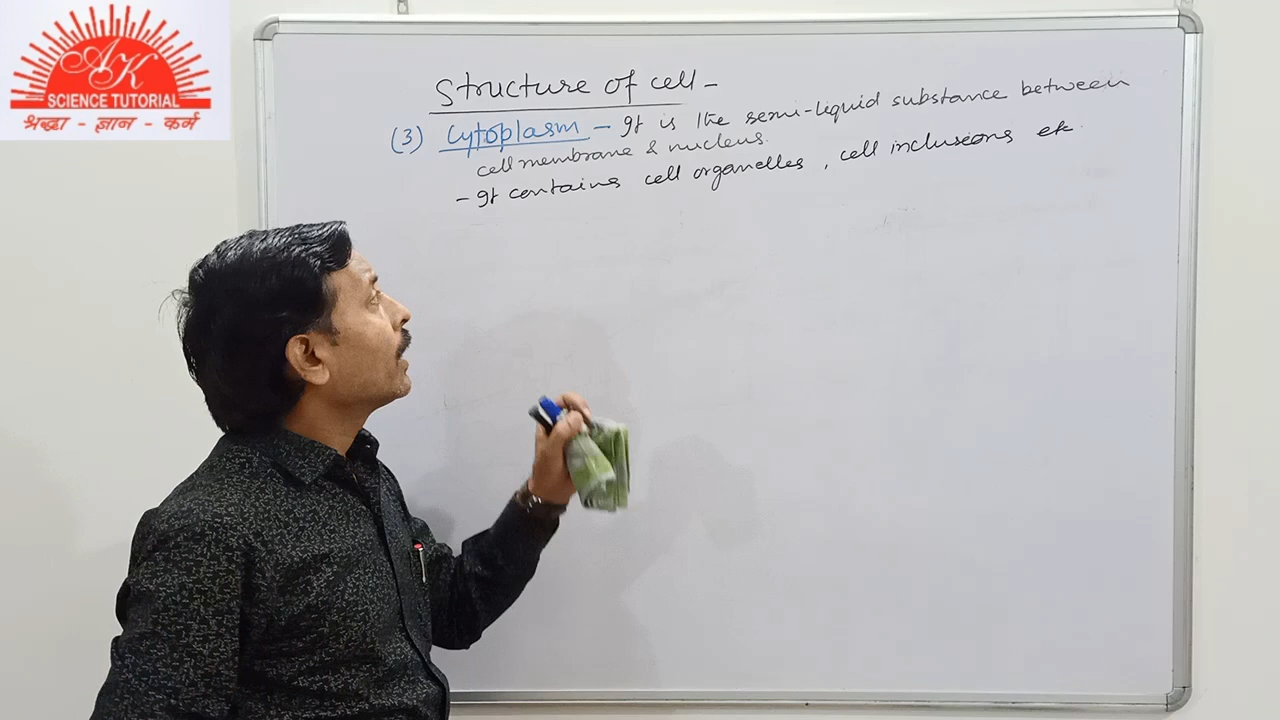 AK
SCIENCE TUTORIAL
श्रद्धा - ज्ञान - कर्म
Structure of cell -
(3) Cytoplasm - It is the semi-liquid substance between
cell membrane & nucleus.
- It contains cell organelles, cell inclusions etc.